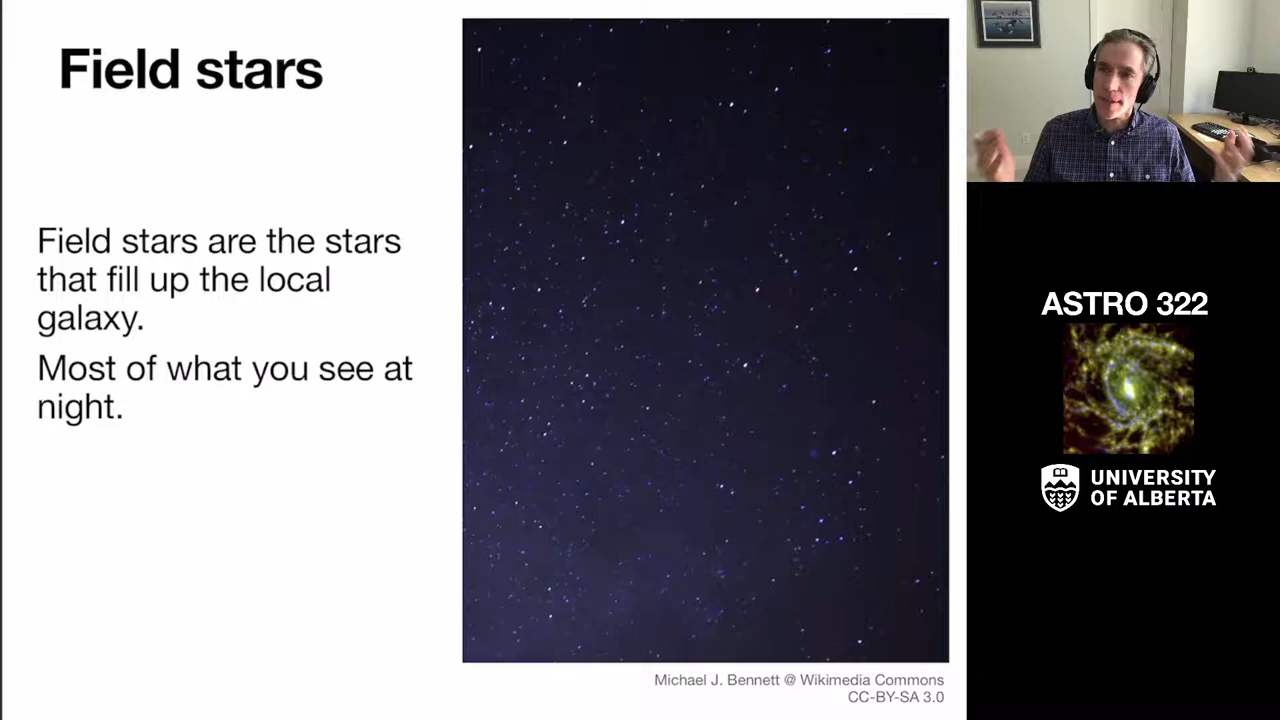 Field stars
Field stars are the stars
that fill up the local
galaxy.
Most of what you see at
night.
Michael J. Bennett @ Wikimedia Commons
CC-BY-SA 3.0
ASTRO 322
UNIVERSITY
OF ALBERTA